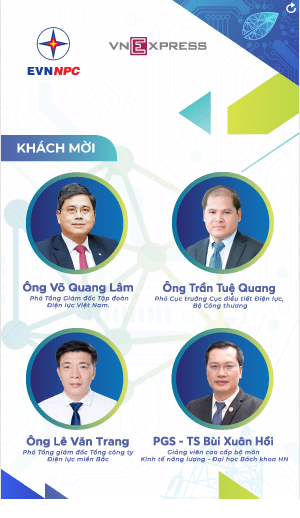 EVNNPC
VNEXPRESS
KHÁCH MỜI
Ông Võ Quang Lâm
Phó Tổng Giám đốc Tập đoàn
Điện lực Việt Nam.
Ông Trần Tuệ Quang
Phó Cục trưởng Cục điều tiết Điện lực,
Bộ Công thương
Ông Lê Văn Trang
Phó Tổng giám đốc Tổng công ty
Điện lực miền Bắc
PGS - TS Bùi Xuân Hồi
Giảng viên cao cấp bộ môn
Kinh tế năng lượng - Đại học Bách khoa HN